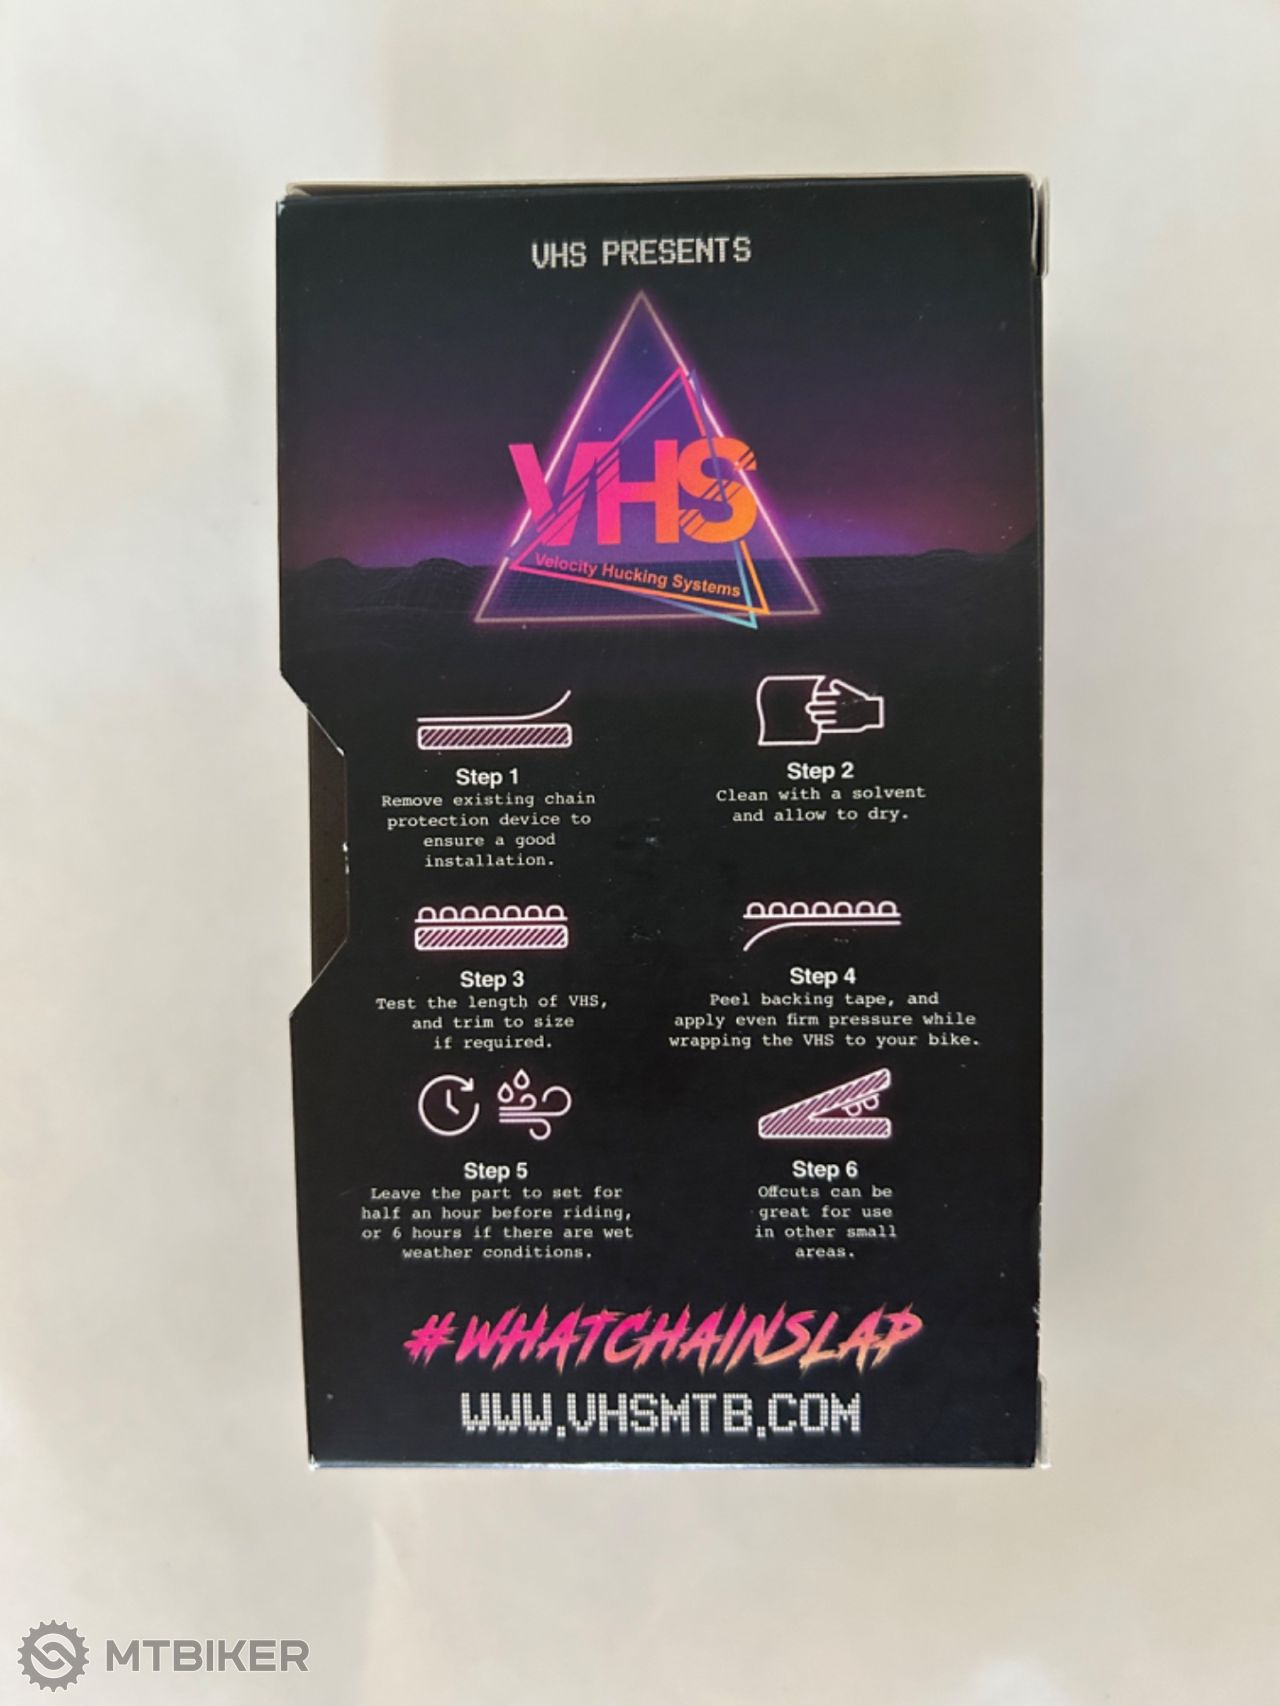 VHS PRESENTS
VHS
Velocity Hucking Systems
Step 1
Remove existing chain
protection device to
ensure a good
installation.
Step 2
Clean with a solvent
and allow to dry.
Step 3
Test the length of VHS,
and trim to size
if required.
Step 4
Peel backing tape, and
apply even firm pressure while
wrapping the VHS to your bike.
Step 5
Leave the part to set for
half an hour before riding,
or 6 hours if there are wet
weather conditions.
Step 6
Offcuts can be
great for use
in other small
areas.
#WHATCHAINSLAP
WWW.VHSMTB.COM
MTBIKER